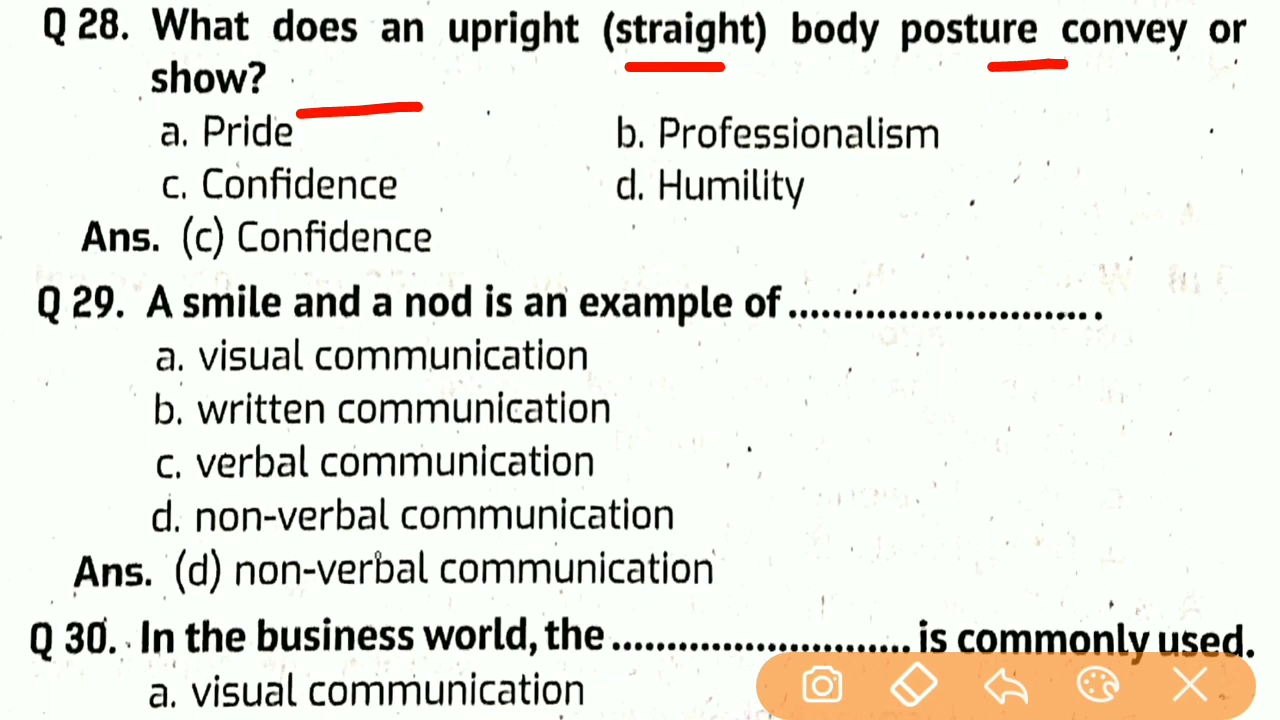 Q 28. What does an upright (straight) body posture convey or
show?
a. Pride
b. Professionalism
c. Confidence
d. Humility
Ans. (c) Confidence
Q 29. A smile and a nod is an example of ............................
a. visual communication
b. written communication
c. verbal communication
d. non-verbal communication
Ans. (d) non-verbal communication
Q 30. In the business world, the ........................... is commonly used.
a. visual communication